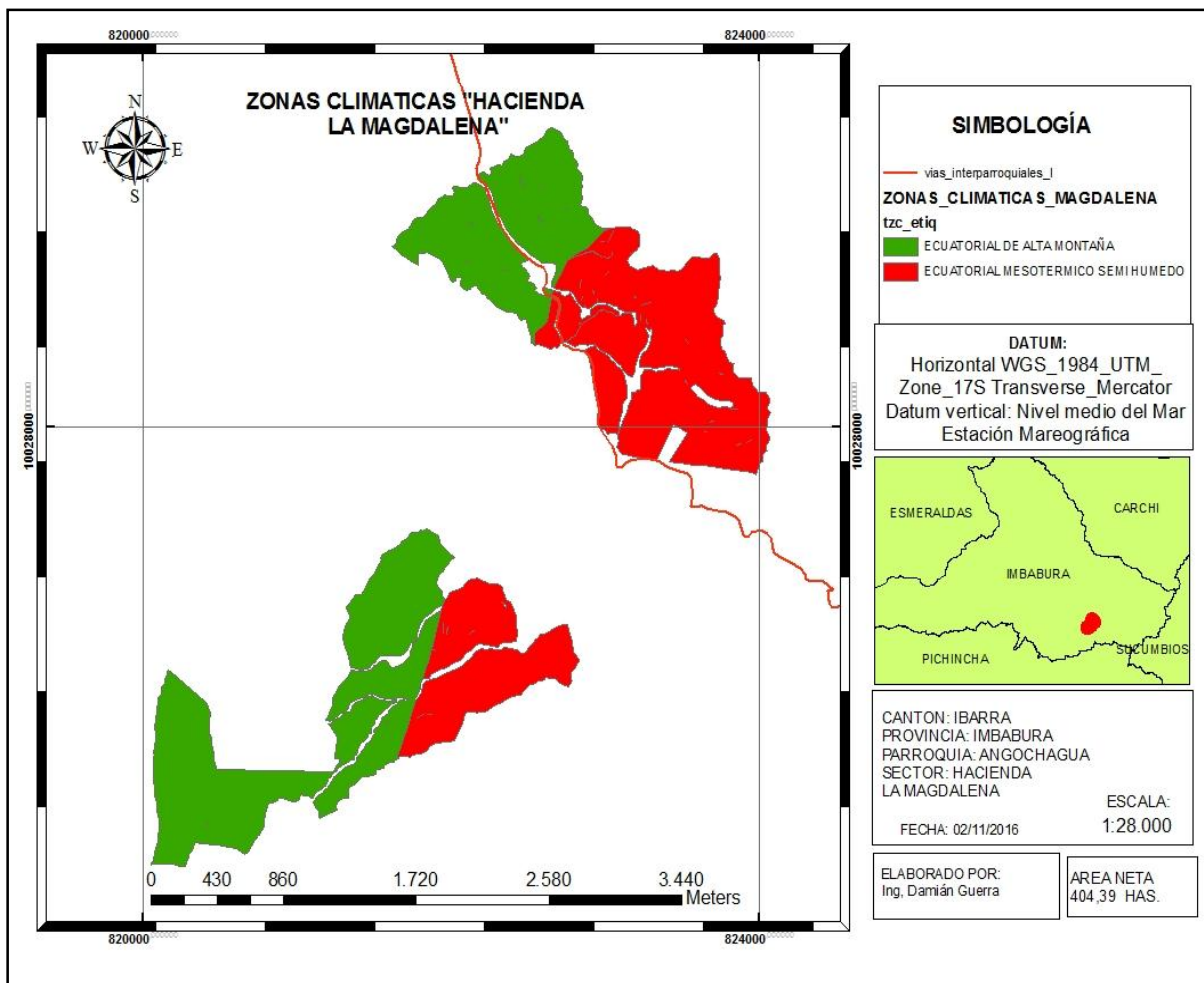 820000
824000
ZONAS CLIMATICAS "HACIENDA
LA MAGDALENA"
N
W
E
S
10028000
10028000
0
430
860
1.720
2.580
3.440
Meters
820000
824000
SIMBOLOGÍA
vias_interparroquiales_l
ZONAS_CLIMATICAS_MAGDALENA
tzc_etiq
ECUATORIAL DE ALTA MONTAÑA
ECUATORIAL MESOTERMICO SEMI HUMEDO
DATUM:
Horizontal WGS_1984_UTM_
Zone_17S Transverse_Mercator
Datum vertical: Nivel medio del Mar
Estación Mareográfica
ESMERALDAS
CARCHI
IMBABURA
PICHINCHA
SUCUMBIOS
CANTON: IBARRA
PROVINCIA: IMBABURA
PARROQUIA: ANGOCHAGUA
SECTOR: HACIENDA
LA MAGDALENA
ESCALA:
1:28.000
FECHA: 02/11/2016
ELABORADO POR:
Ing, Damián Guerra
AREA NETA
404,39 HAS.